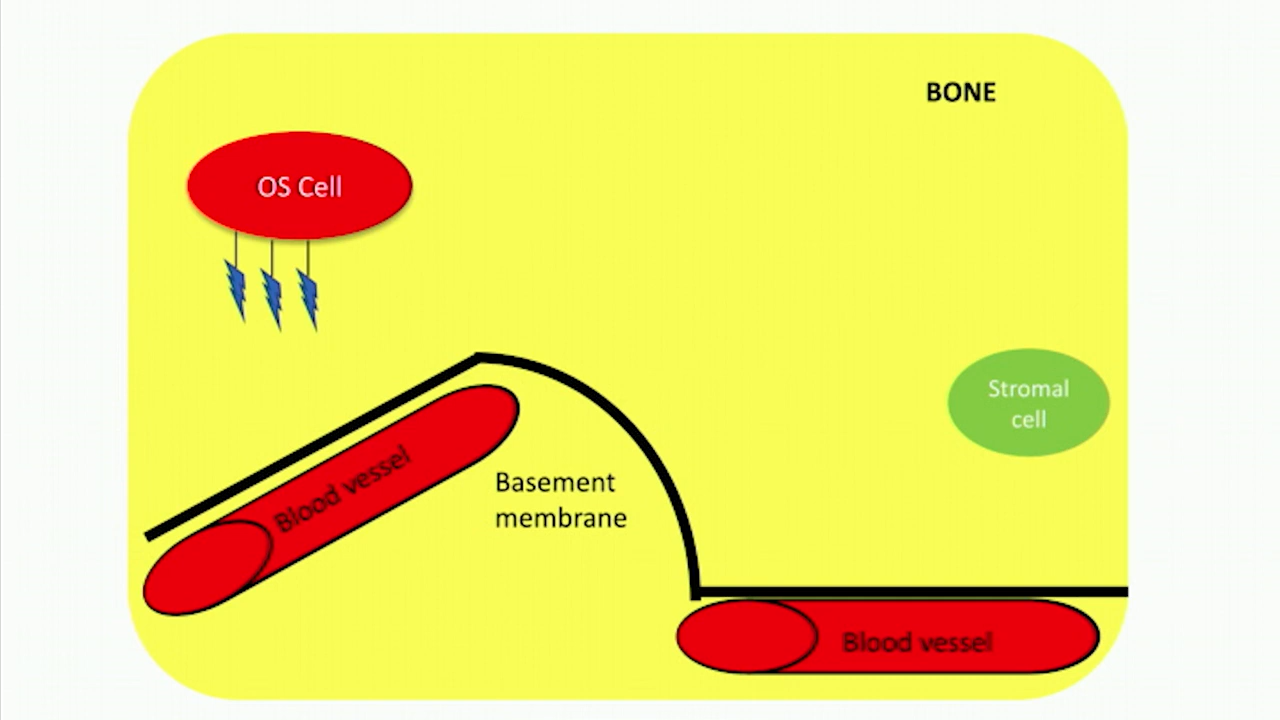 BONE
OS Cell
Stromal
cell
Blood vessel
Basement
membrane
Blood vessel